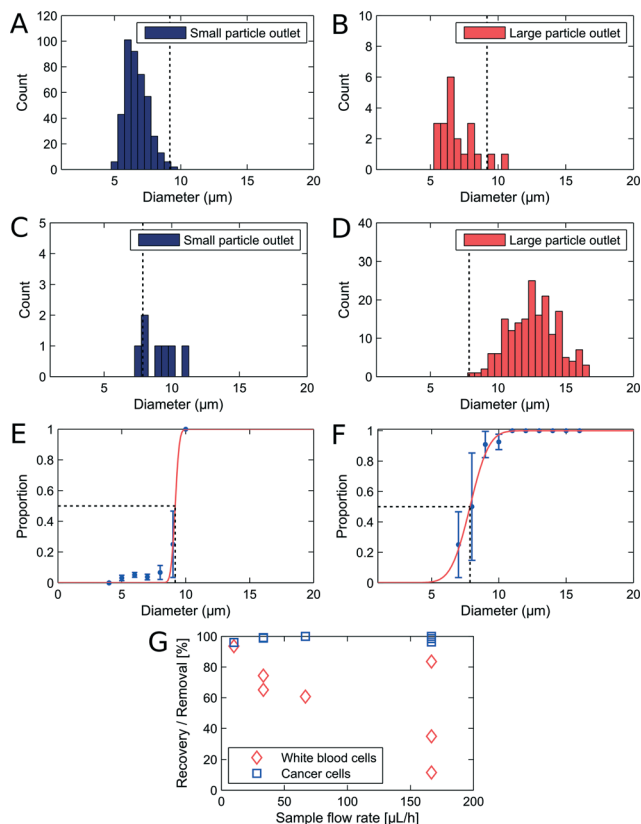 A
Small particle outlet
120
100
80
60
40
20
0
Count
5 10 15 20
Diameter (µm)
B
Large particle outlet
10
8
6
4
2
0
Count
5 10 15 20
Diameter (µm)
C
Small particle outlet
5
4
3
2
1
0
Count
5 10 15 20
Diameter (µm)
D
Large particle outlet
40
30
20
10
0
Count
5 10 15 20
Diameter (µm)
E
1
0.8
0.6
0.4
0.2
0
Proportion
0 5 10 15 20
Diameter (µm)
F
1
0.8
0.6
0.4
0.2
0
Proportion
5 10 15 20
Diameter (µm)
G
100
80
60
40
20
0
Recovery / Removal [%]
White blood cells
Cancer cells
0 50 100 150 200
Sample flow rate [µL/h]